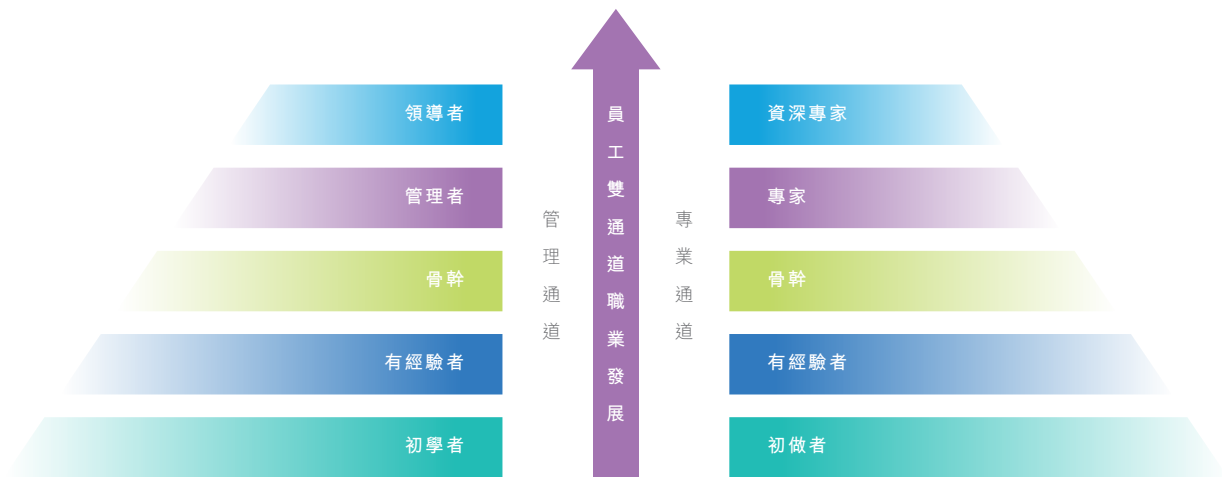 領導者
管理者
骨幹
有經驗者
初學者
管理通道
員工雙通道職業發展
專業通道
資深專家
專家
骨幹
有經驗者
初做者